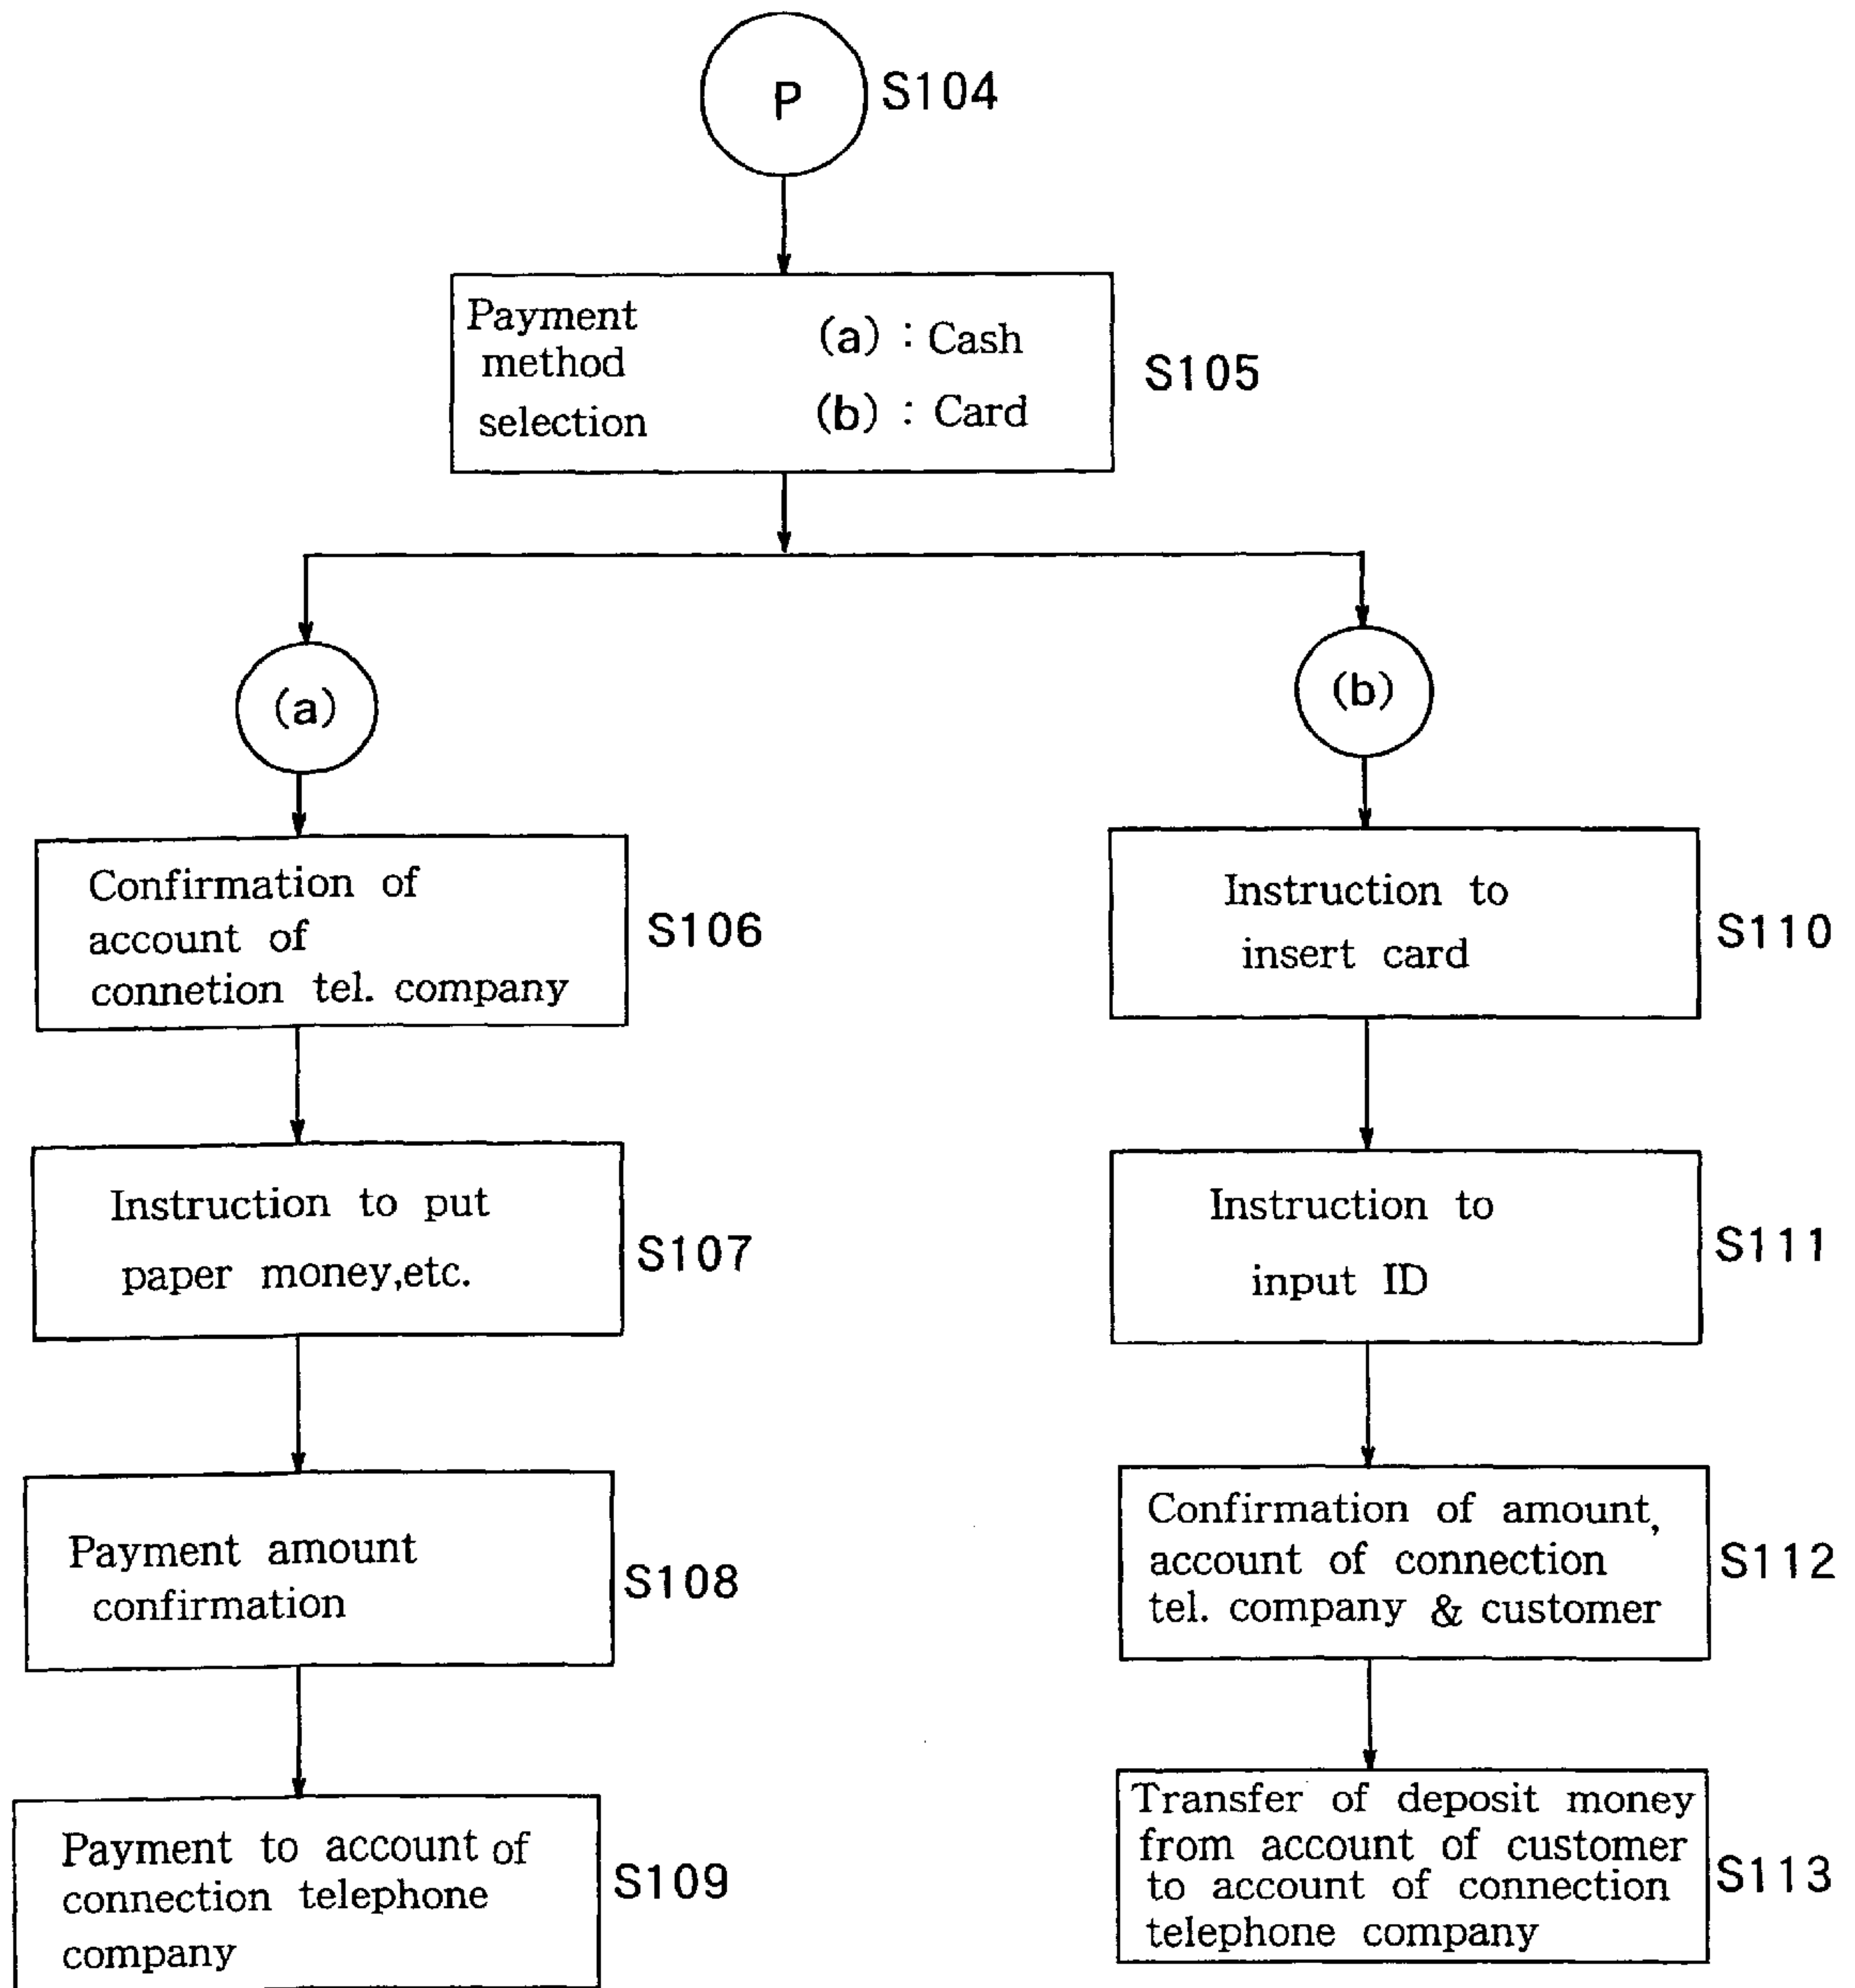 P
S104
Payment
method
selection
(a) : Cash
(b) : Card
S105
(a)
Confirmation of
account of
connetion tel. company
S106
Instruction to put
paper money,etc.
S107
Payment amount
confirmation
S108
Payment to account of
connection telephone
company
S109
(b)
Instruction to
insert card
S110
Instruction to
input ID
S111
Confirmation of amount,
account of connection
tel. company & customer
S112
Transfer of deposit money
from account of customer
to account of connection
telephone company
S113